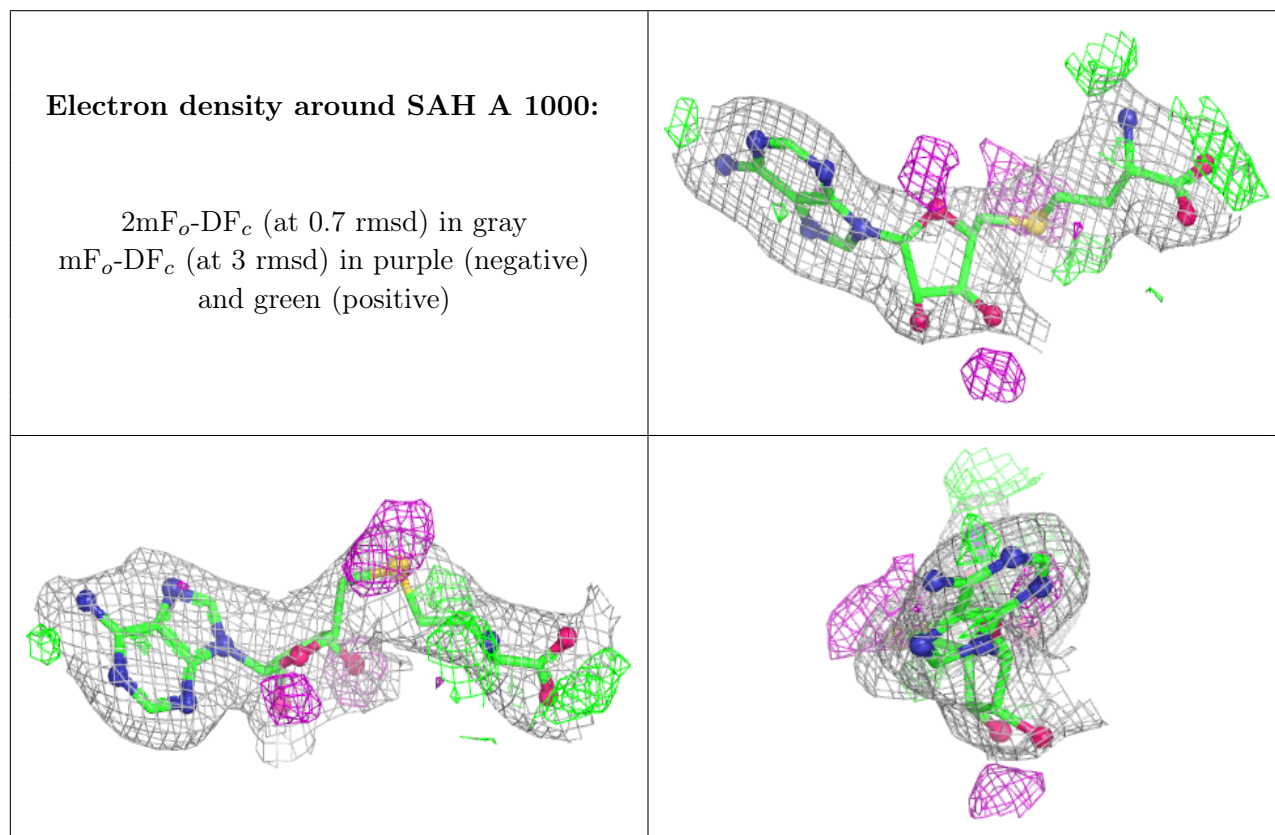 Electron density around SAH A 1000:
2mFo-DFc (at 0.7 rmsd) in gray
mFo-DFc (at 3 rmsd) in purple (negative)
and green (positive)